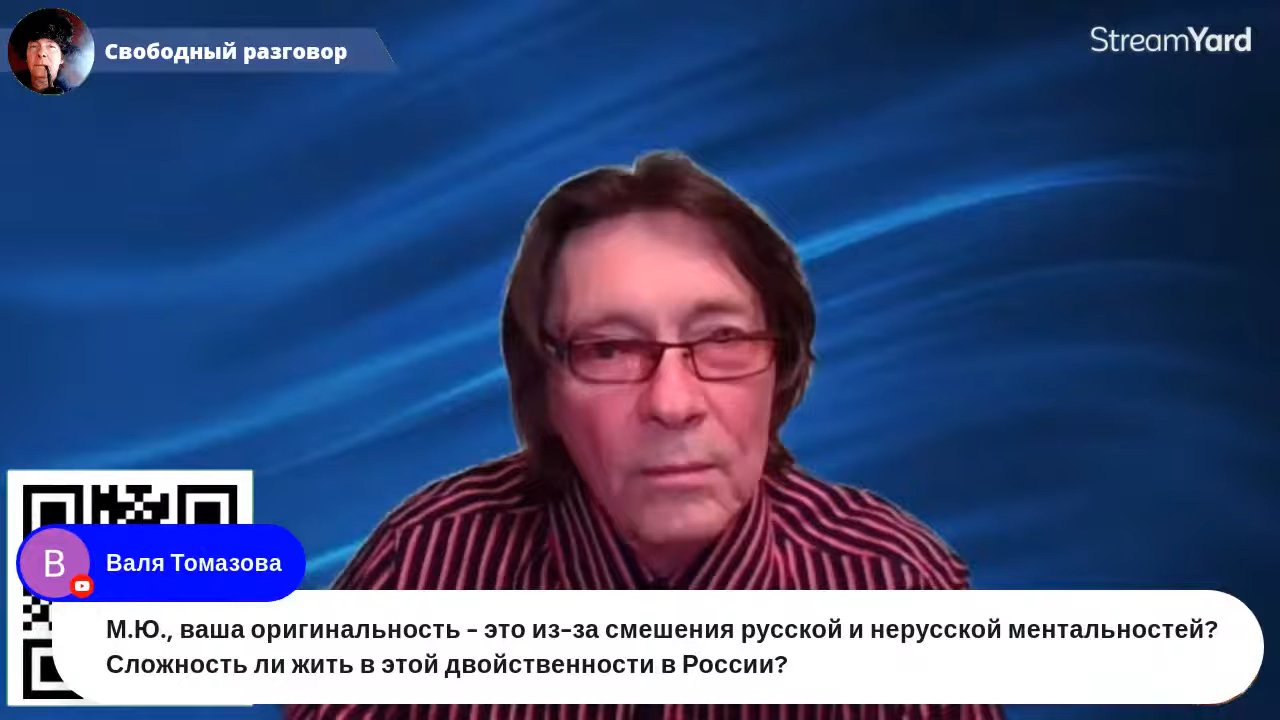 Свободный разговор
StreamYard
В
Валя Томазова
М.Ю., ваша оригинальность – это из-за смешения русской и нерусской ментальностей?
Сложность ли жить в этой двойственности в России?